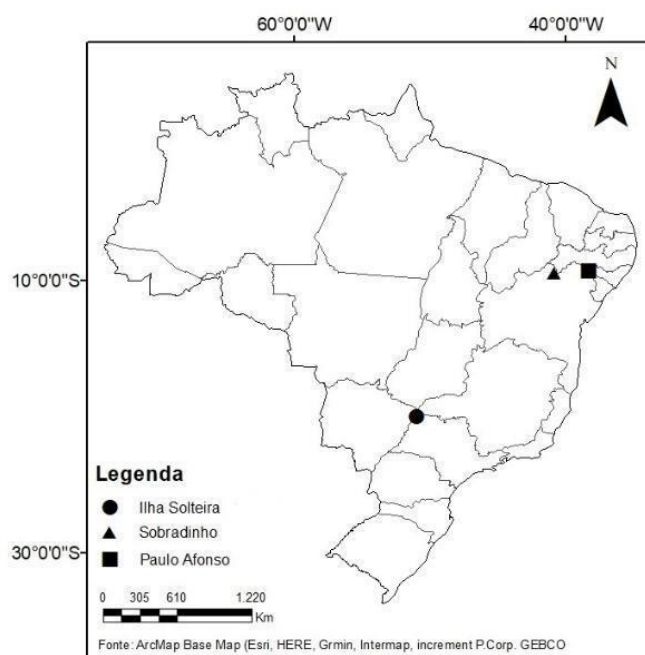 60°0'0"W 40°0'0"W
N
10°0'0"S
Legenda
Ilha Solteira
Sobradinho
Paulo Afonso
30°0'0"S
0 305 610 1.220
Km
Fonte: ArcMap Base Map (Esri, HERE, Grmin, Intermap, increment P.Corp. GEBCO